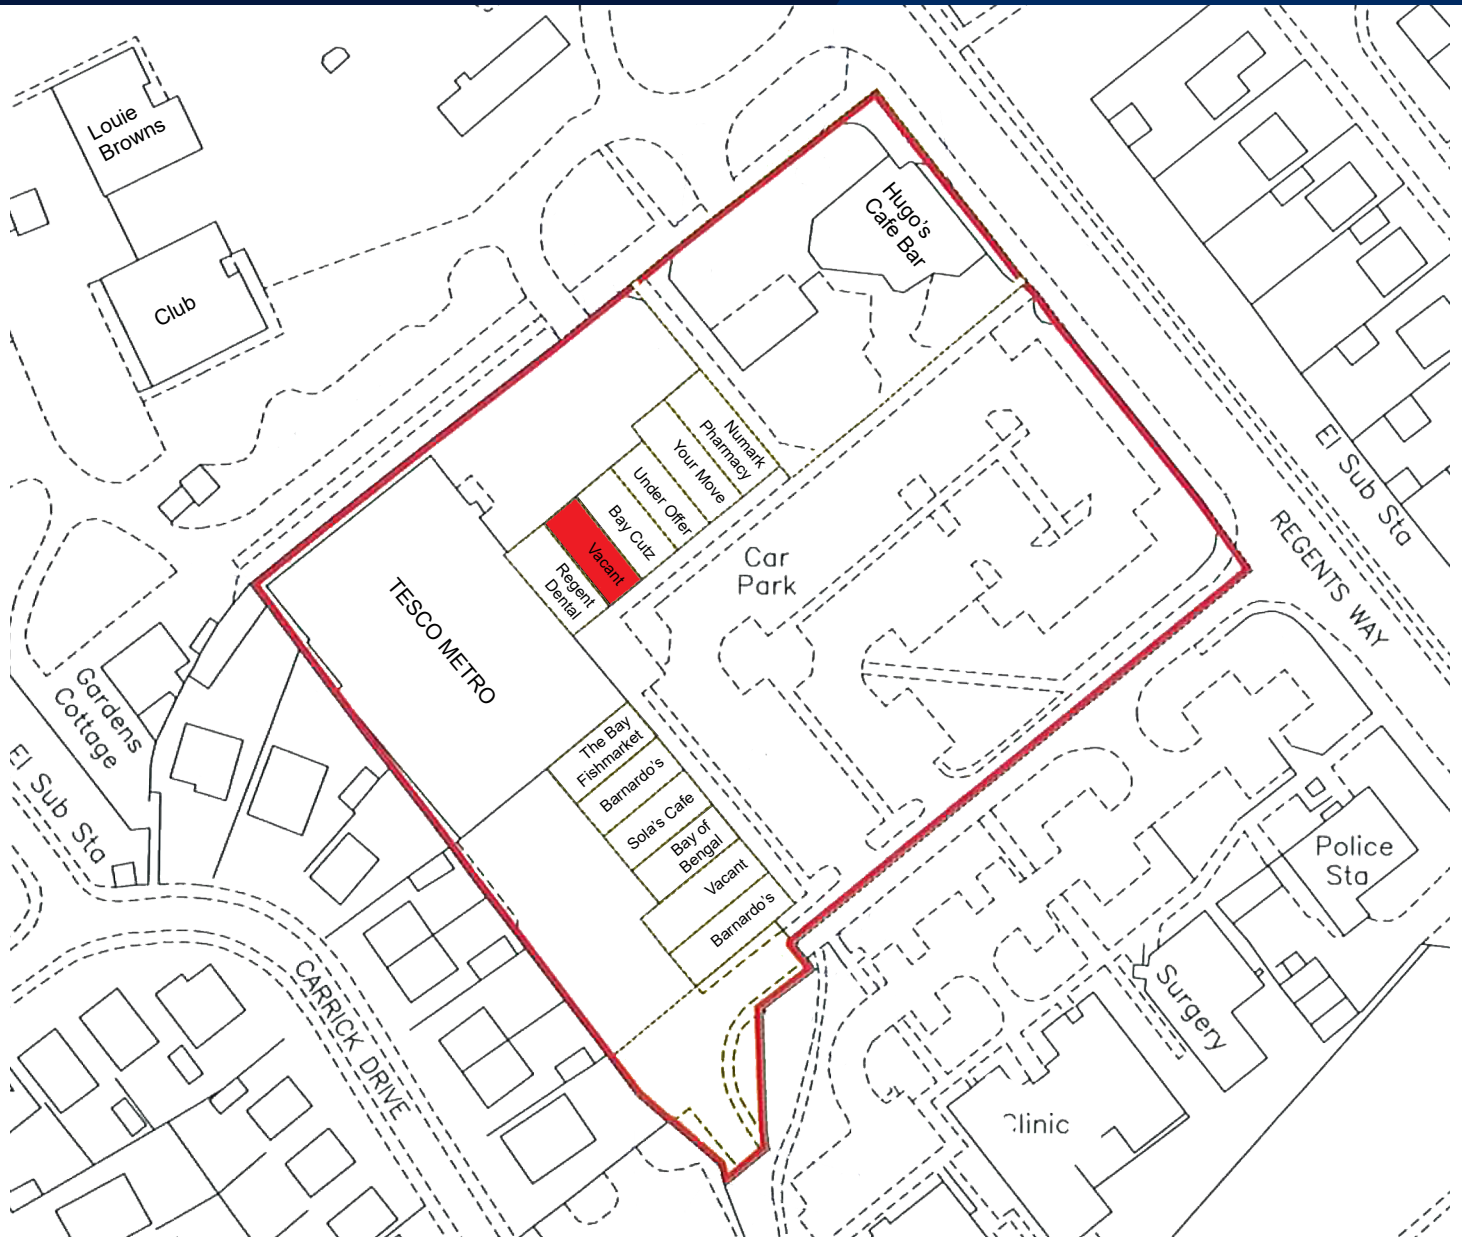 Louie
Browns
Club
Hugo's
Cafe Bar
Numark
Pharmacy
Your Move
Under Offer
Bay Cutz
Vacant
Regent
Dental
TESCO METRO
Car
Park
El Sub Sta
REGENTS WAY
Gardens
Cottage
El Sub Sta
The Bay
Fishmarket
Barnardo's
Sola's Cafe
Bay of
Bengal
Vacant
Barnardo's
Police
Sta
Surgery
CARRICK DRIVE
Clinic